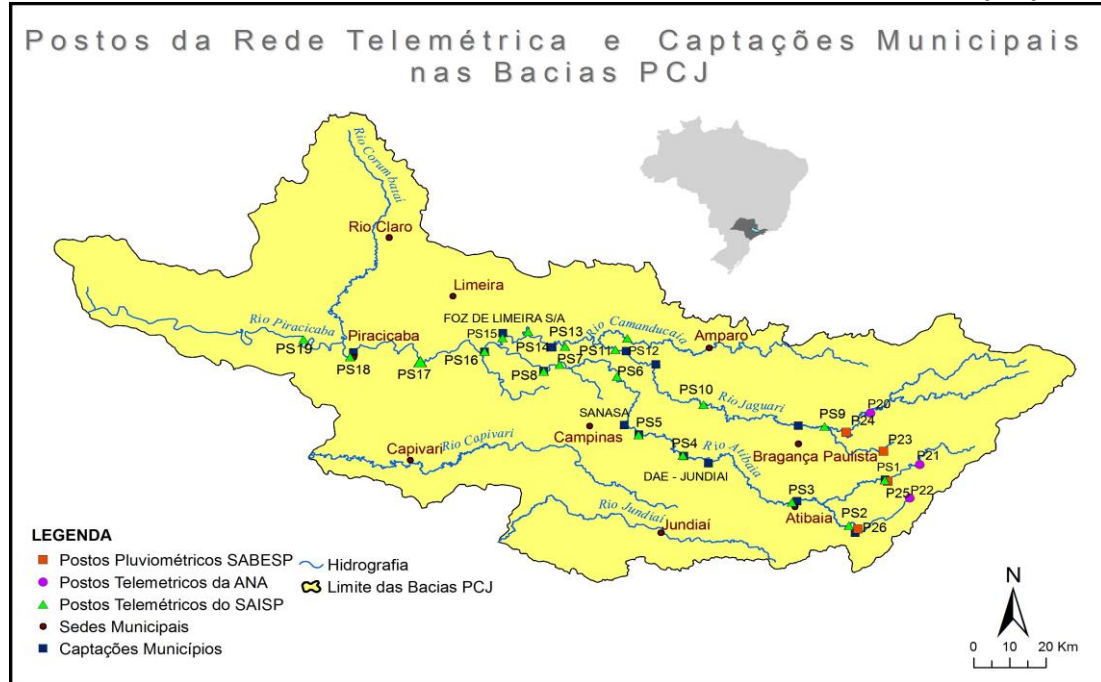 Postos da Rede Telemétrica e Captações Municipais
nas Bacias PCJ
Rio Corumbataí
Rio Claro
Limeira
FOZ DE LIMEIRA S/A
PS15
PS13
Rio Camanducaí
Amparo
Rio Piracicaba
Piracicaba
PS19
PS18
PS17
PS16
PS14
PS11
PS12
PS7
PS8
PS6
PS10
Rio Jaguarí
PS9
P20
P24
SANASA
PS5
Campinas
Rio Capivarí
Capivari
PS4
Rio Atibaia
Bragança Paulista
P23
P21
PS1
DAE - JUNDIAI
P25
P22
PS3
Atibaia
PS2
P26
Rio Jundiaí
Jundiaí
LEGENDA
Postos Pluviométricos SABESP
Hidrografia
Postos Telemetricos da ANA
Limite das Bacias PCJ
Postos Telemétricos do SAISP
Sedes Municipais
Captações Municípios
N
0 10 20 Km